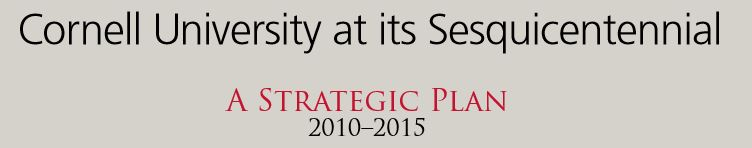 Cornell University at its Sesquicentennial
A Strategic Plan
2010–2015